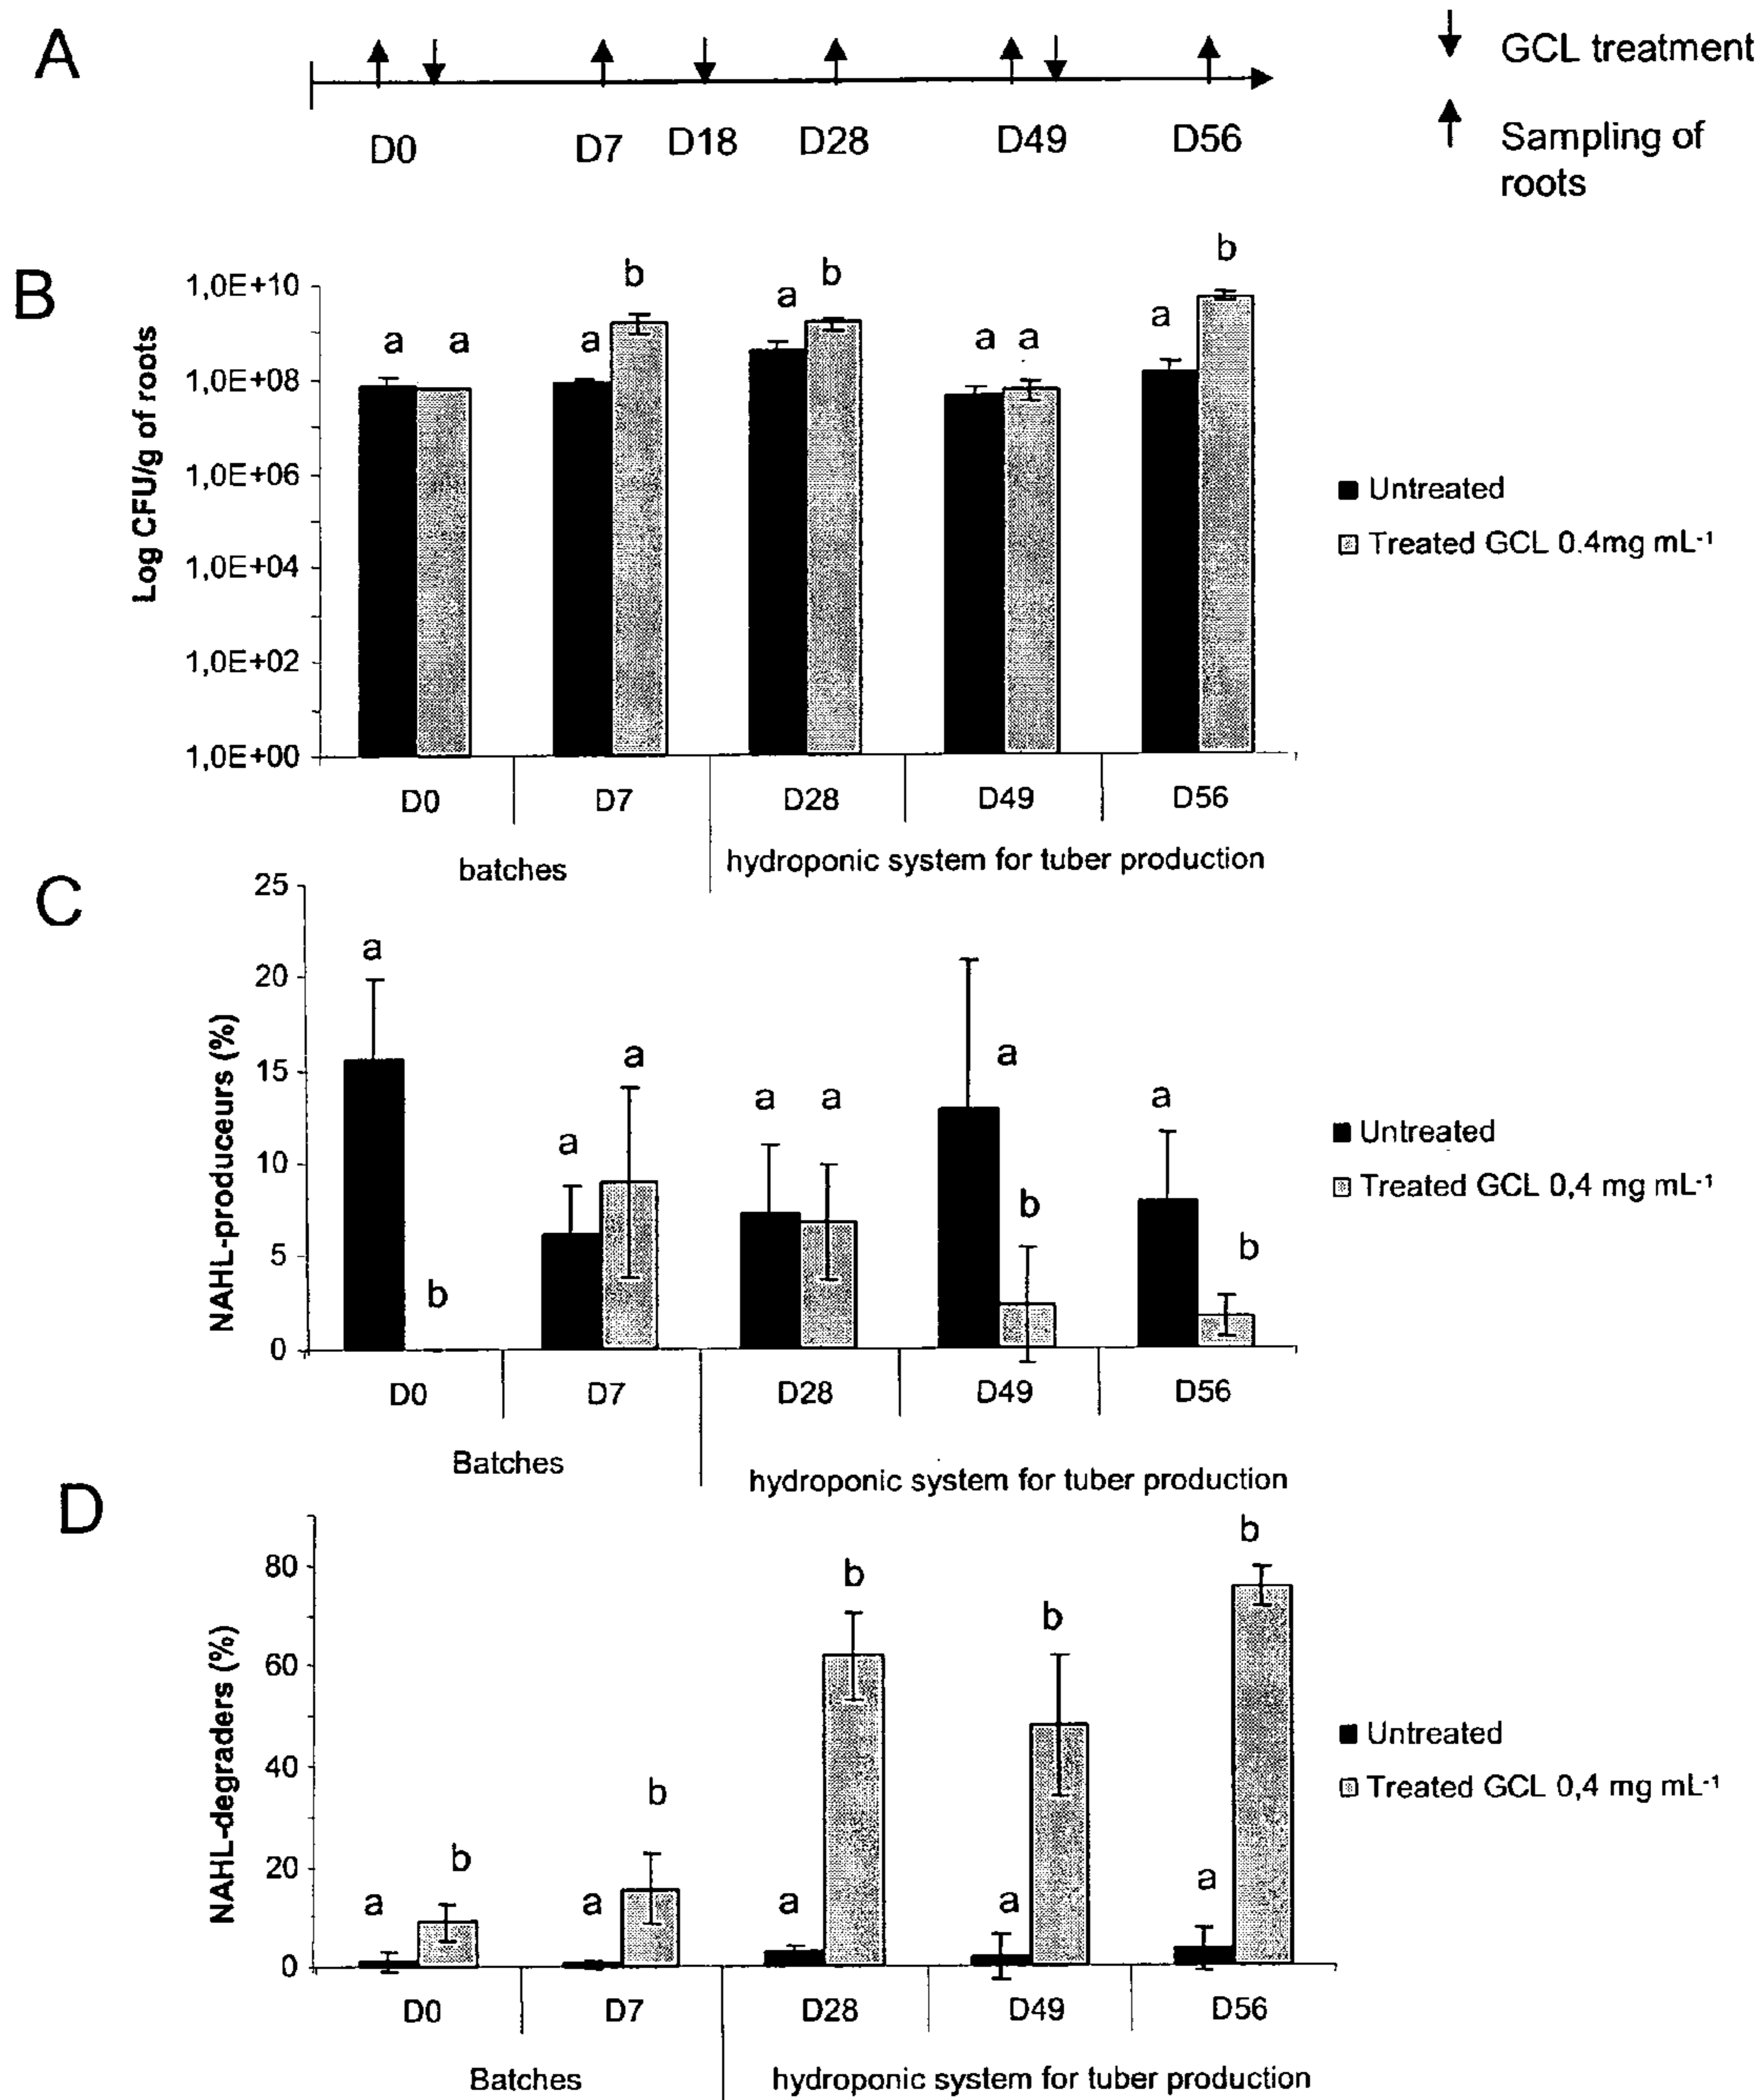 A
D0 D7 D18 D28 D49 D56
GCL treatment
Sampling of
roots
B
Log CFU/g of roots
1,0E+10
1,0E+08
1,0E+06
1,0E+04
1,0E+02
1,0E+00
a a a b a b a a a b
D0 D7 D28 D49 D56
batches hydroponic system for tuber production
Untreated
Treated GCL 0.4mg mL-1
C
NAHL-produceurs (%)
25
20
15
10
5
0
a b a a a a a b a b
D0 D7 D28 D49 D56
Batches hydroponic system for tuber production
Untreated
Treated GCL 0,4 mg mL-1
D
NAHL-degraders (%)
80
60
40
20
0
a b a b a b a b a b
D0 D7 D28 D49 D56
Batches hydroponic system for tuber production
Untreated
Treated GCL 0,4 mg mL-1